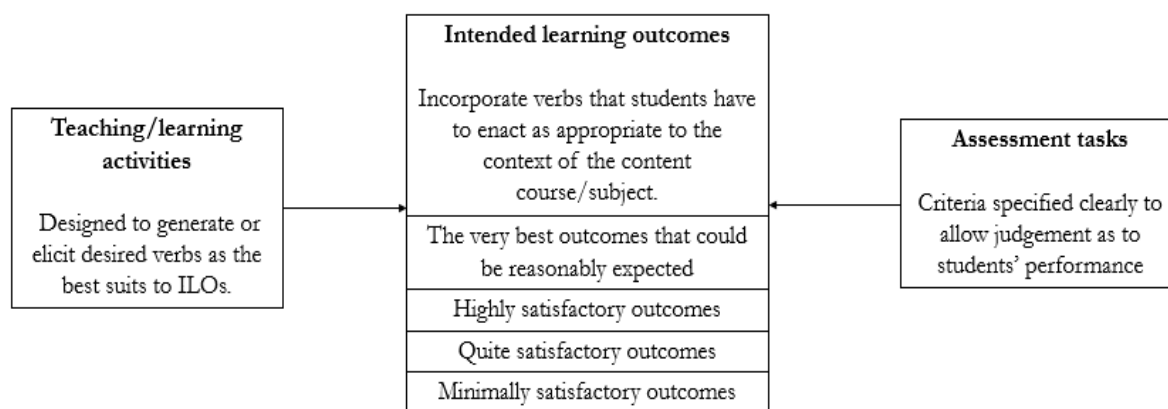 Teaching/learning
activities
Designed to generate or
elicit desired verbs as the
best suits to ILOs.
Intended learning outcomes
Incorporate verbs that students have
to enact as appropriate to the
context of the content
course/subject.
The very best outcomes that could
be reasonably expected
Highly satisfactory outcomes
Quite satisfactory outcomes
Minimally satisfactory outcomes
Assessment tasks
Criteria specified clearly to
allow judgement as to
students’ performance